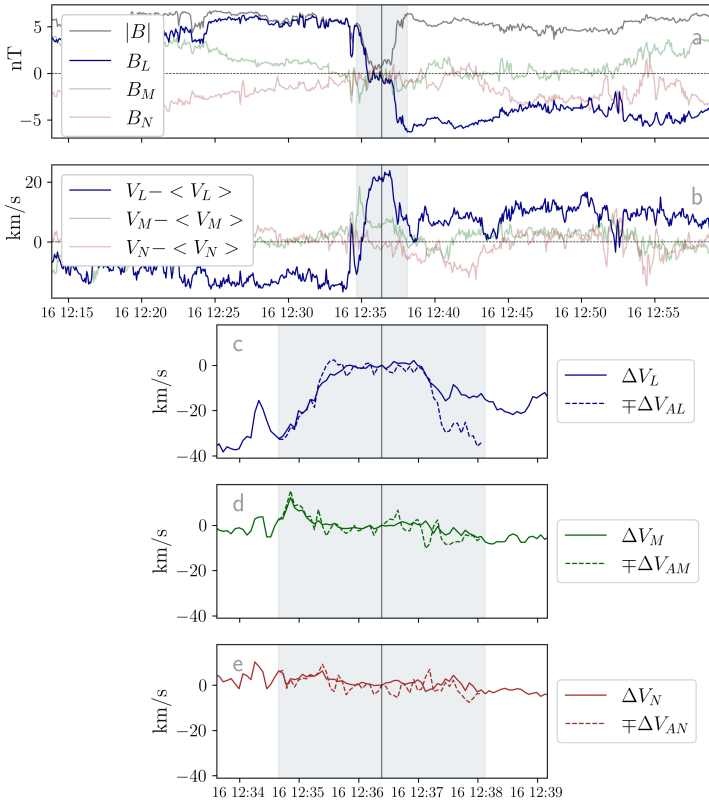 a
5
0
−5
nT
|B|
B_L
B_M
B_N
b
20
0
km/s
V_L− < V_L >
V_M− < V_M >
V_N− < V_N >
16 12:15 16 12:20 16 12:25 16 12:30 16 12:35 16 12:40 16 12:45 16 12:50 16 12:55
c
0
−20
−40
km/s
ΔV_L
∓ΔV_AL
d
0
−20
−40
km/s
ΔV_M
∓ΔV_AM
e
0
−20
−40
km/s
ΔV_N
∓ΔV_AN
16 12:34 16 12:35 16 12:36 16 12:37 16 12:38 16 12:39